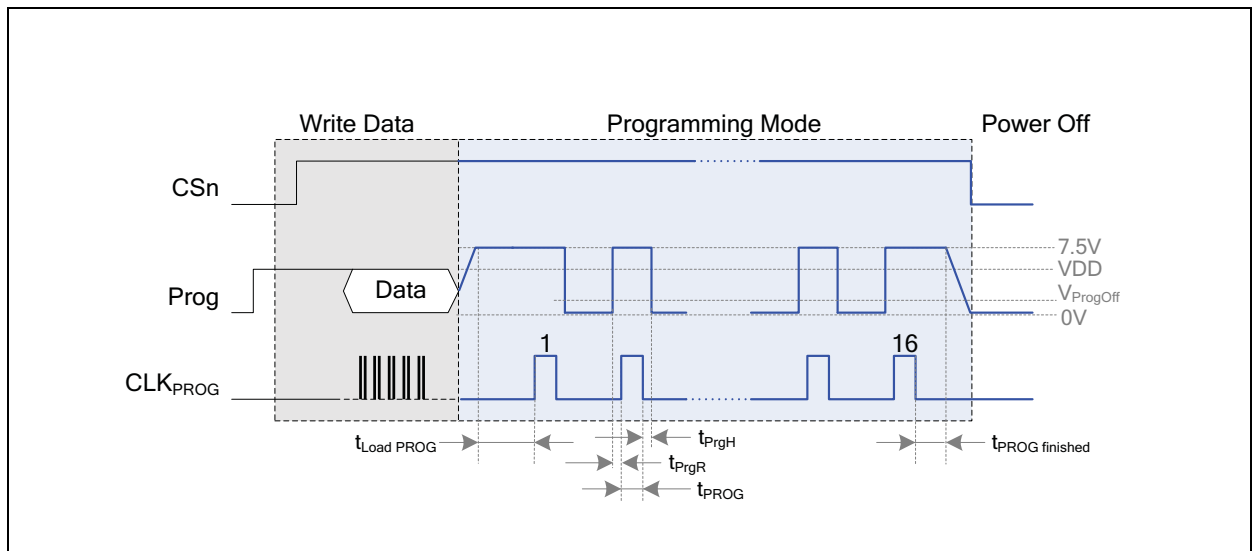 Write Data Programming Mode Power Off
CSn
7.5V
VDD
Prog Data
VProgOff
0V
1 16
CLKPROG
tLoad PROG tPrgH tPROG finished
tPrgR
tPROG